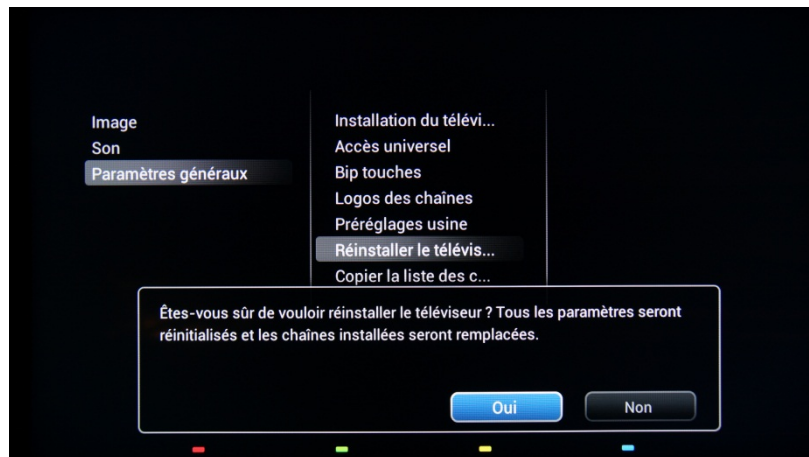 Image
Son
Paramètres généraux
Installation du télévi...
Accès universel
Bip touches
Logos des chaînes
Préréglages usine
Réinstaller le télévis...
Copier la liste des c...
Êtes-vous sûr de vouloir réinstaller le téléviseur ? Tous les paramètres seront
réinitialisés et les chaînes installées seront remplacées.
Oui
Non